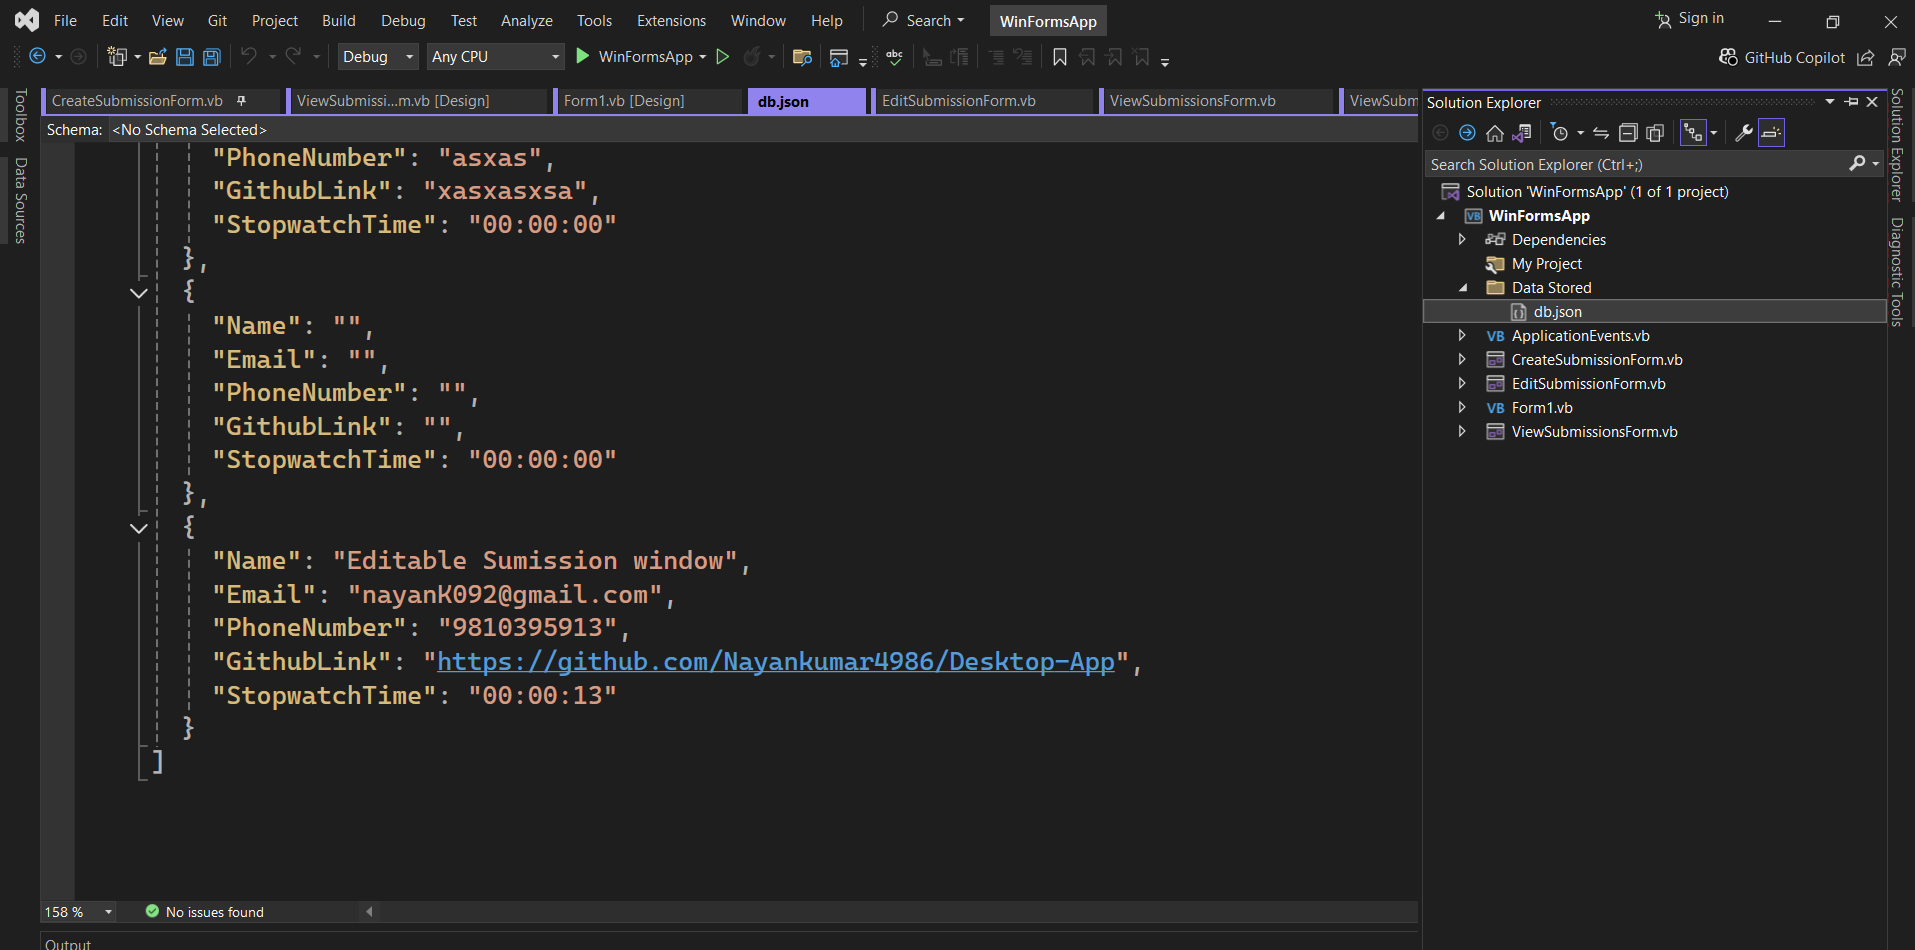 File Edit View Git Project Build Debug Test Analyze Tools Extensions Window Help Search WinFormsApp Sign in
Debug Any CPU WinFormsApp abc GitHub Copilot
Toolbox
Data Sources
CreateSubmissionForm.vb ViewSubmissi...m.vb [Design] Form1.vb [Design] db.json EditSubmissionForm.vb ViewSubmissionsForm.vb ViewSubm
Schema: <No Schema Selected>
"PhoneNumber": "asxas",
"GithubLink": "xasxasxsa",
"StopwatchTime": "00:00:00"
},
{
"Name": "",
"Email": "",
"PhoneNumber": "",
"GithubLink": "",
"StopwatchTime": "00:00:00"
},
{
"Name": "Editable Sumission window",
"Email": "nayanK092@gmail.com",
"PhoneNumber": "9810395913",
"GithubLink": "https://github.com/Nayankumar4986/Desktop-App",
"StopwatchTime": "00:00:13"
}
]
158 % No issues found
Output
Solution Explorer
Search Solution Explorer (Ctrl+;)
Solution 'WinFormsApp' (1 of 1 project)
VB WinFormsApp
Dependencies
My Project
Data Stored
db.json
VB ApplicationEvents.vb
CreateSubmissionForm.vb
EditSubmissionForm.vb
VB Form1.vb
ViewSubmissionsForm.vb
Solution Explorer
Diagnostic Tools